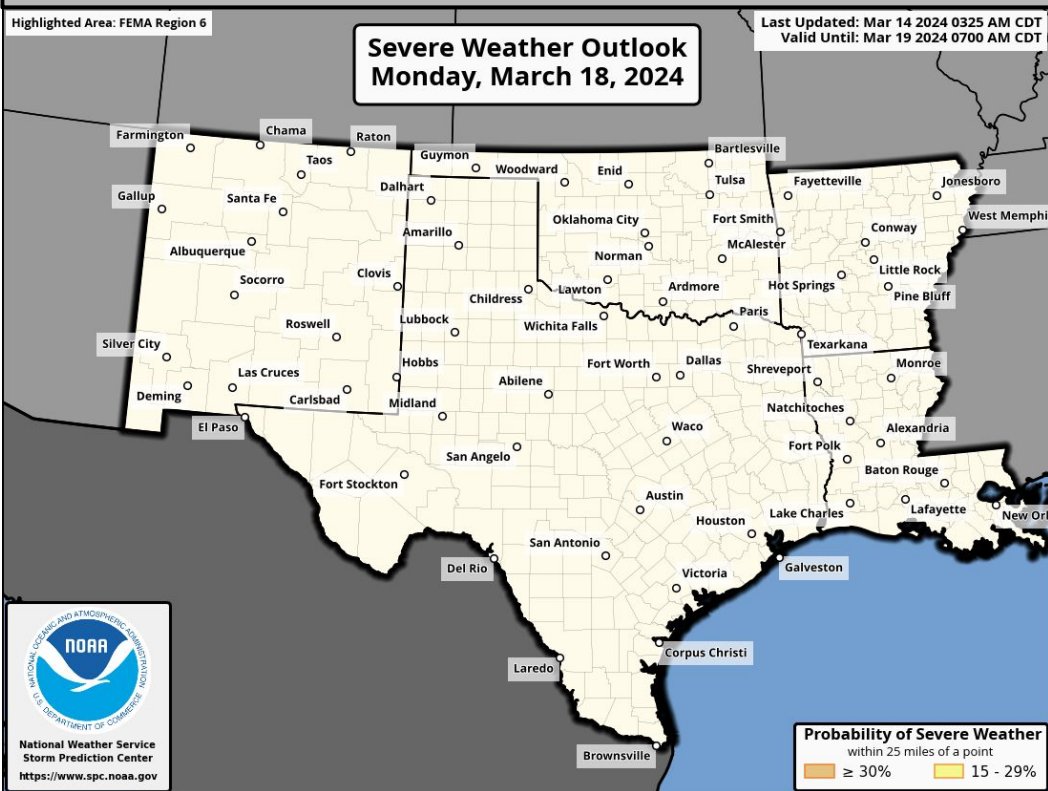 Highlighted Area: FEMA Region 6
Last Updated: Mar 14 2024 0325 AM CDT
Valid Until: Mar 19 2024 0700 AM CDT
Severe Weather Outlook
Monday, March 18, 2024
Farmington
Chama
Raton
Taos
Guymon
Woodward
Enid
Bartlesville
Tulsa
Fayetteville
Jonesboro
Gallup
Santa Fe
Dalhart
Albuquerque
Amarillo
Oklahoma City
Norman
Fort Smith
McAlester
Conway
West Memphi
Socorro
Clovis
Childress
Lawton
Ardmore
Hot Springs
Little Rock
Pine Bluff
Roswell
Lubbock
Wichita Falls
Paris
Texarkana
Silver City
Deming
Las Cruces
Carlsbad
Hobbs
Midland
Abilene
Fort Worth
Dallas
Shreveport
Monroe
El Paso
Natchitoches
Alexandria
Waco
San Angelo
Fort Polk
Baton Rouge
Fort Stockton
Austin
Houston
Lake Charles
Lafayette
New Orl
San Antonio
Del Rio
Galveston
Victoria
Laredo
Corpus Christi
Brownsville
NATIONAL OCEANIC AND ATMOSPHERIC ADMINISTRATION
NOAA
U.S. DEPARTMENT OF COMMERCE
National Weather Service
Storm Prediction Center
https://www.spc.noaa.gov
Probability of Severe Weather
within 25 miles of a point
≥ 30%
15 - 29%